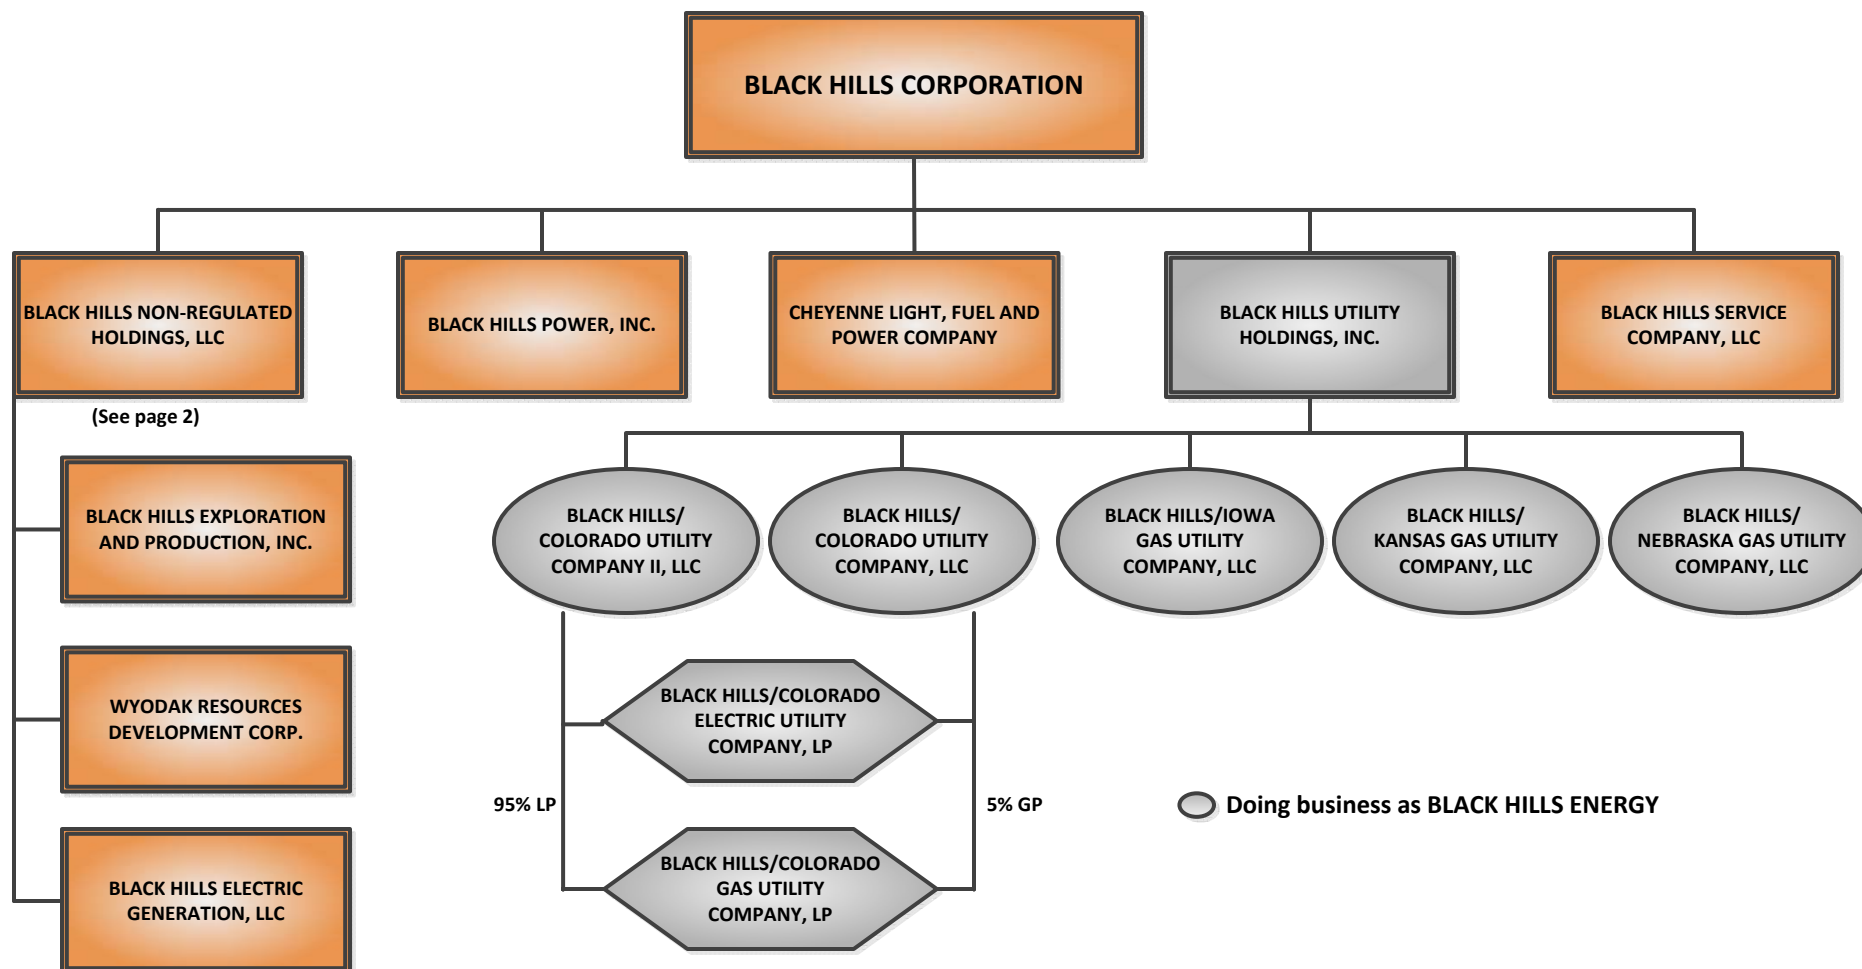 BLACK HILLS CORPORATION
BLACK HILLS NON-REGULATED
HOLDINGS, LLC
BLACK HILLS POWER, INC.
CHEYENNE LIGHT, FUEL AND
POWER COMPANY
BLACK HILLS UTILITY
HOLDINGS, INC.
BLACK HILLS SERVICE
COMPANY, LLC
(See page 2)
BLACK HILLS EXPLORATION
AND PRODUCTION, INC.
WYODAK RESOURCES
DEVELOPMENT CORP.
BLACK HILLS ELECTRIC
GENERATION, LLC
BLACK HILLS/
COLORADO UTILITY
COMPANY II, LLC
BLACK HILLS/
COLORADO UTILITY
COMPANY, LLC
BLACK HILLS/IOWA
GAS UTILITY
COMPANY, LLC
BLACK HILLS/
KANSAS GAS UTILITY
COMPANY, LLC
BLACK HILLS/
NEBRASKA GAS UTILITY
COMPANY, LLC
BLACK HILLS/COLORADO
ELECTRIC UTILITY
COMPANY, LP
95% LP
5% GP
BLACK HILLS/COLORADO
GAS UTILITY
COMPANY, LP
Doing business as BLACK HILLS ENERGY